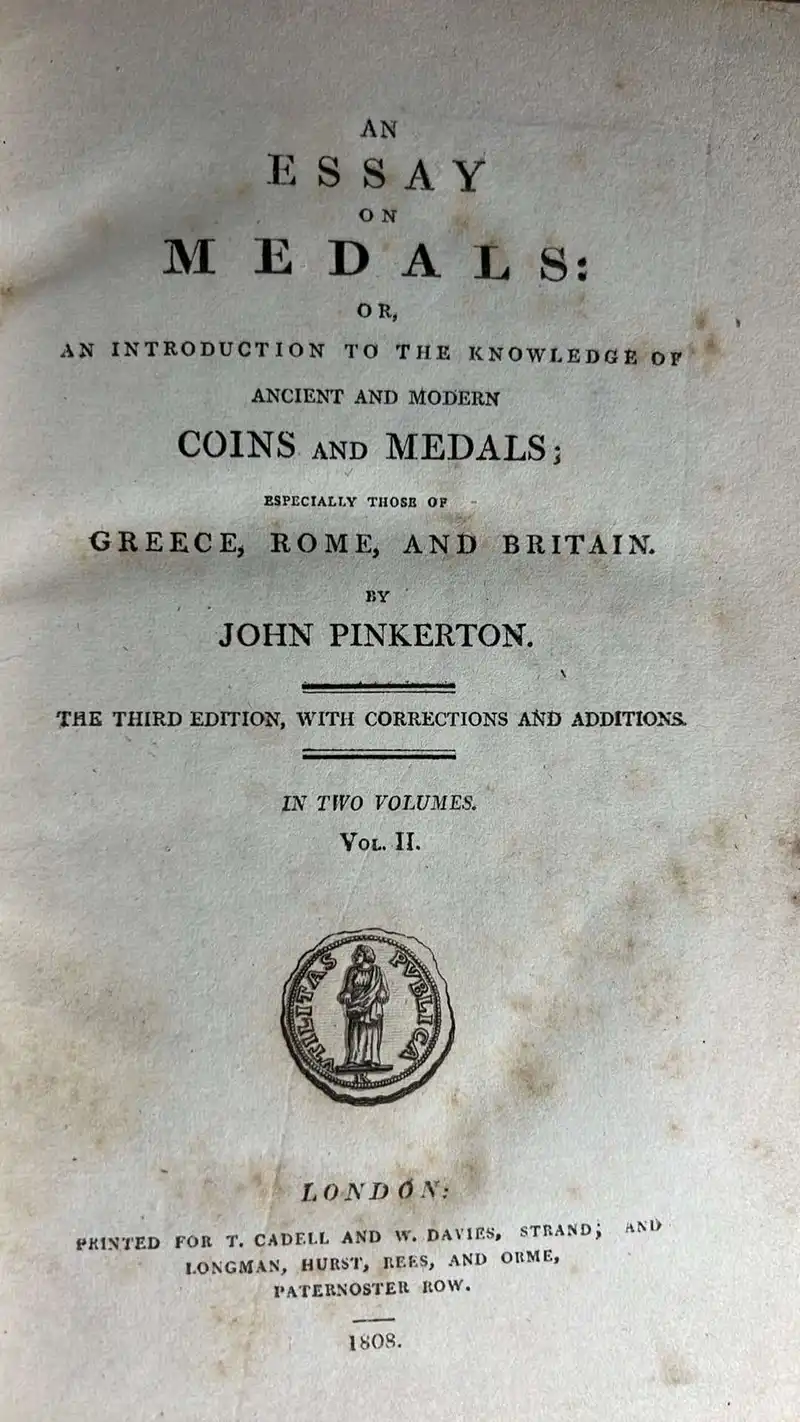 AN
ESSAY
ON
MEDALS:
OR,
AN INTRODUCTION TO THE KNOWLEDGE OF
ANCIENT AND MODERN
COINS AND MEDALS;
ESPECIALLY THOSE OF
GREECE, ROME, AND BRITAIN.
BY
JOHN PINKERTON.
THE THIRD EDITION, WITH CORRECTIONS AND ADDITIONS.
IN TWO VOLUMES.
VOL. II.
VTILITAS PVBLICA
R
LONDON:
PRINTED FOR T. CADELL AND W. DAVIES, STRAND; AND
LONGMAN, HURST, REES, AND ORME,
PATERNOSTER ROW.
1808.